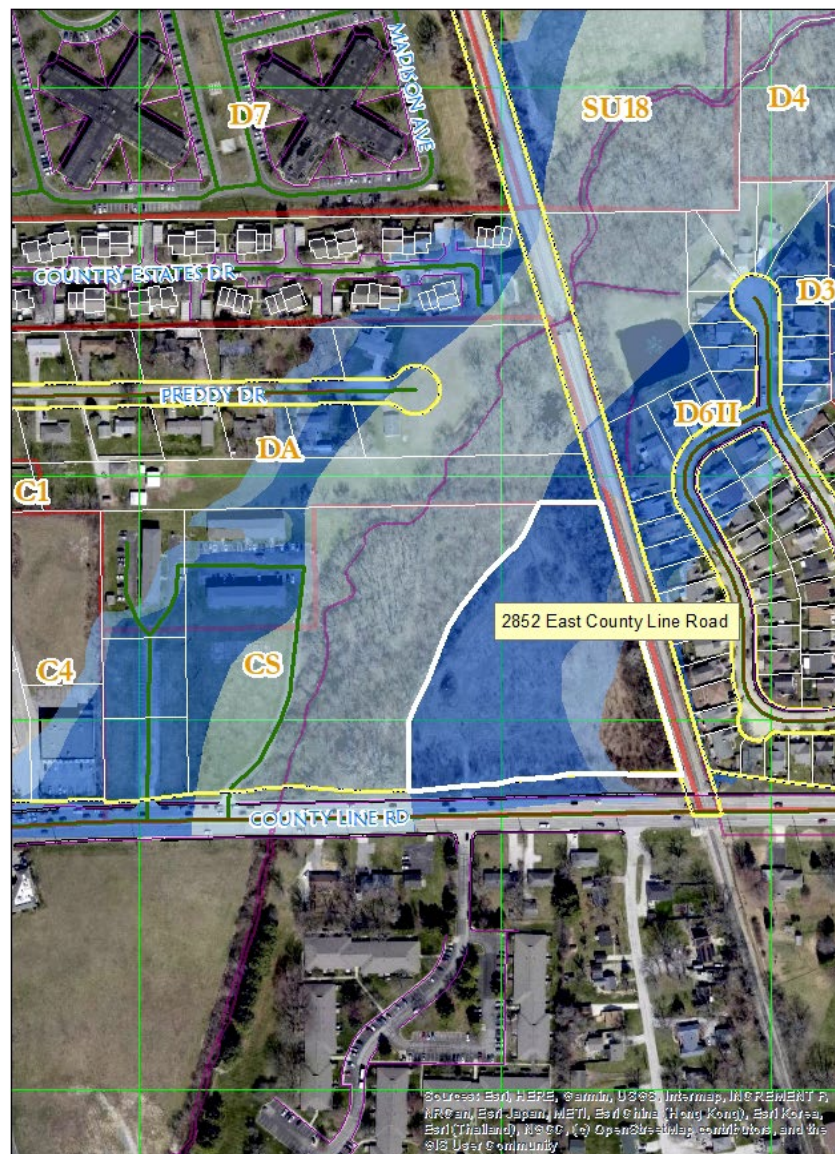 MADISON AVE
D7
SU18
D4
COUNTRY ESTATES DR
D3
PREDDY DR
D6II
DA
C1
2852 East County Line Road
CS
C4
COUNTY LINE RD
Sources: Esri, HERE, Garmin, USGS, Intermap, INCREMENT P,
NRCan, Esri Japan, METI, Esri China (Hong Kong), Esri Korea,
Esri (Thailand), NGCC, (c) OpenStreetMap contributors, and the
GIS User Community